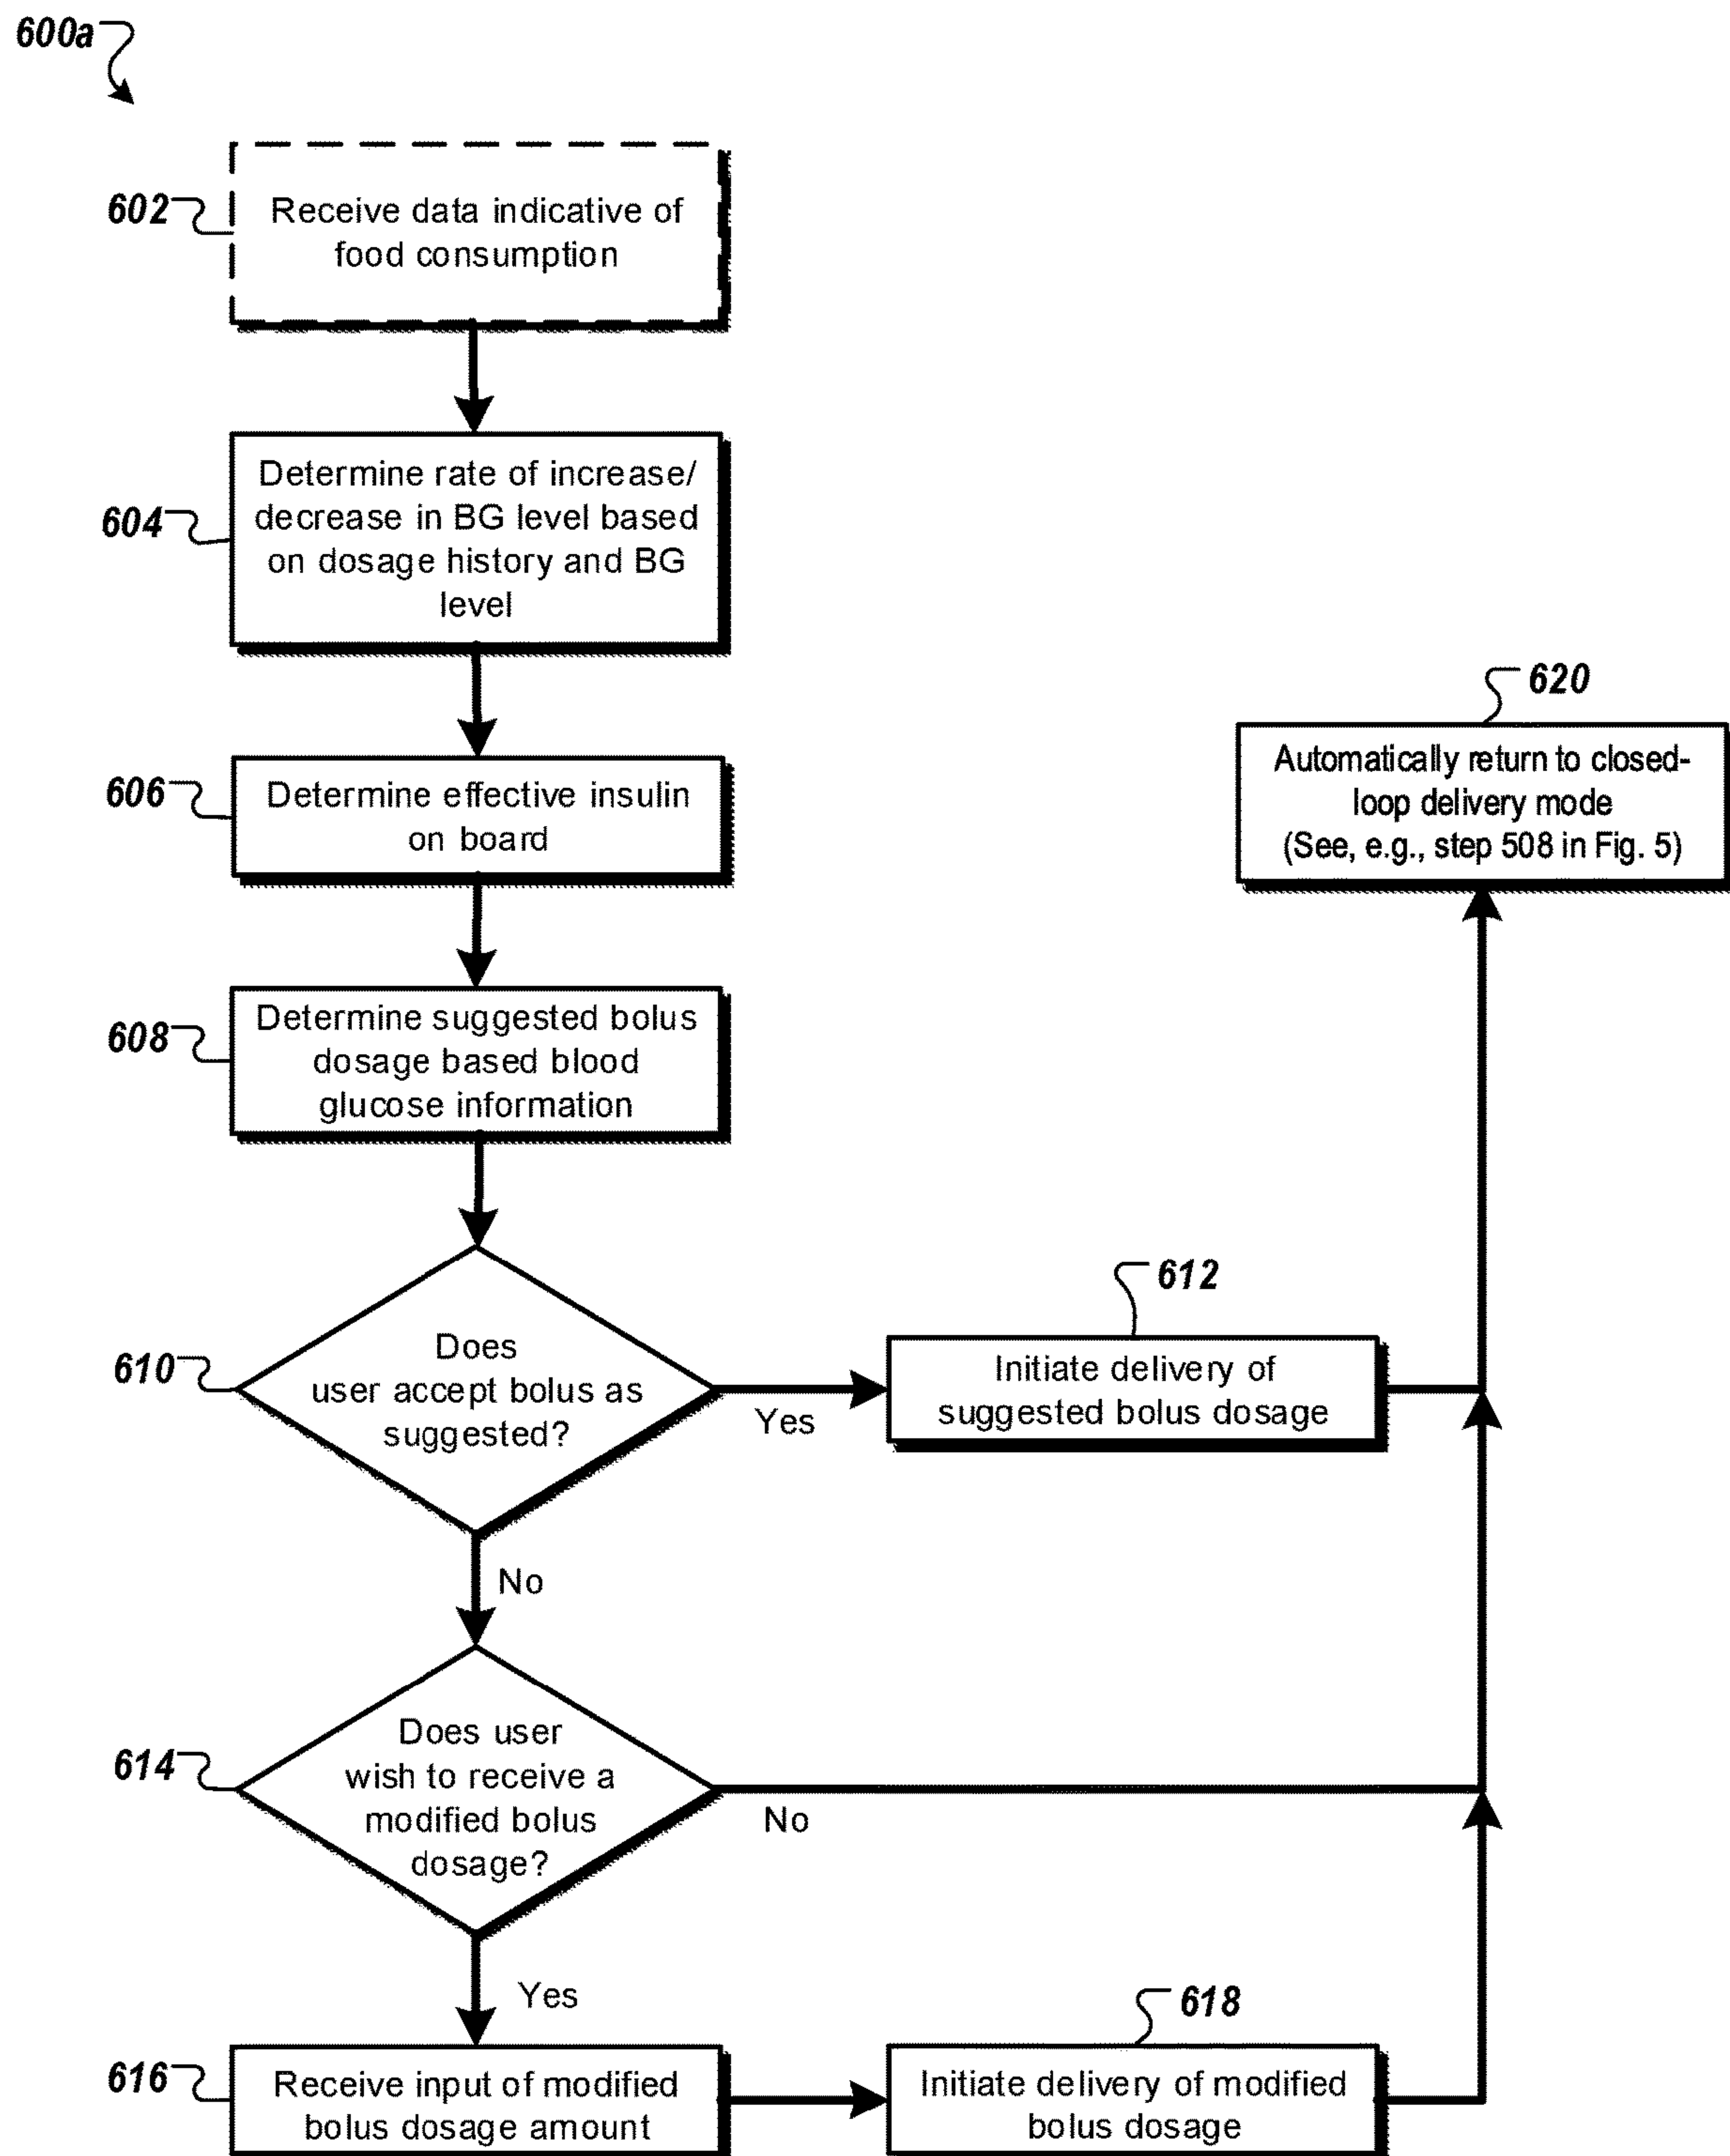 600a
602
Receive data indicative of
food consumption
604
Determine rate of increase/
decrease in BG level based
on dosage history and BG
level
620
Automatically return to closed-
loop delivery mode
(See, e.g., step 508 in Fig. 5)
606
Determine effective insulin
on board
608
Determine suggested bolus
dosage based blood
glucose information
612
610
Does
user accept bolus as
suggested?
Yes
Initiate delivery of
suggested bolus dosage
No
614
Does user
wish to receive a
modified bolus
dosage?
No
Yes
618
616
Receive input of modified
bolus dosage amount
Initiate delivery of modified
bolus dosage